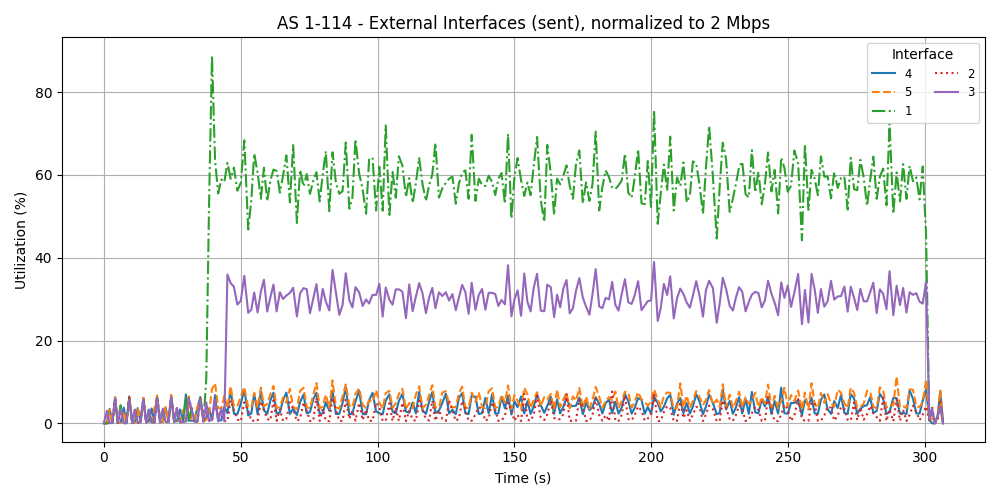 AS 1-114 - External Interfaces (sent), normalized to 2 Mbps
Utilization (%)
80
60
40
20
0
0 50 100 150 200 250 300
Time (s)
Interface
4 2
5 3
1